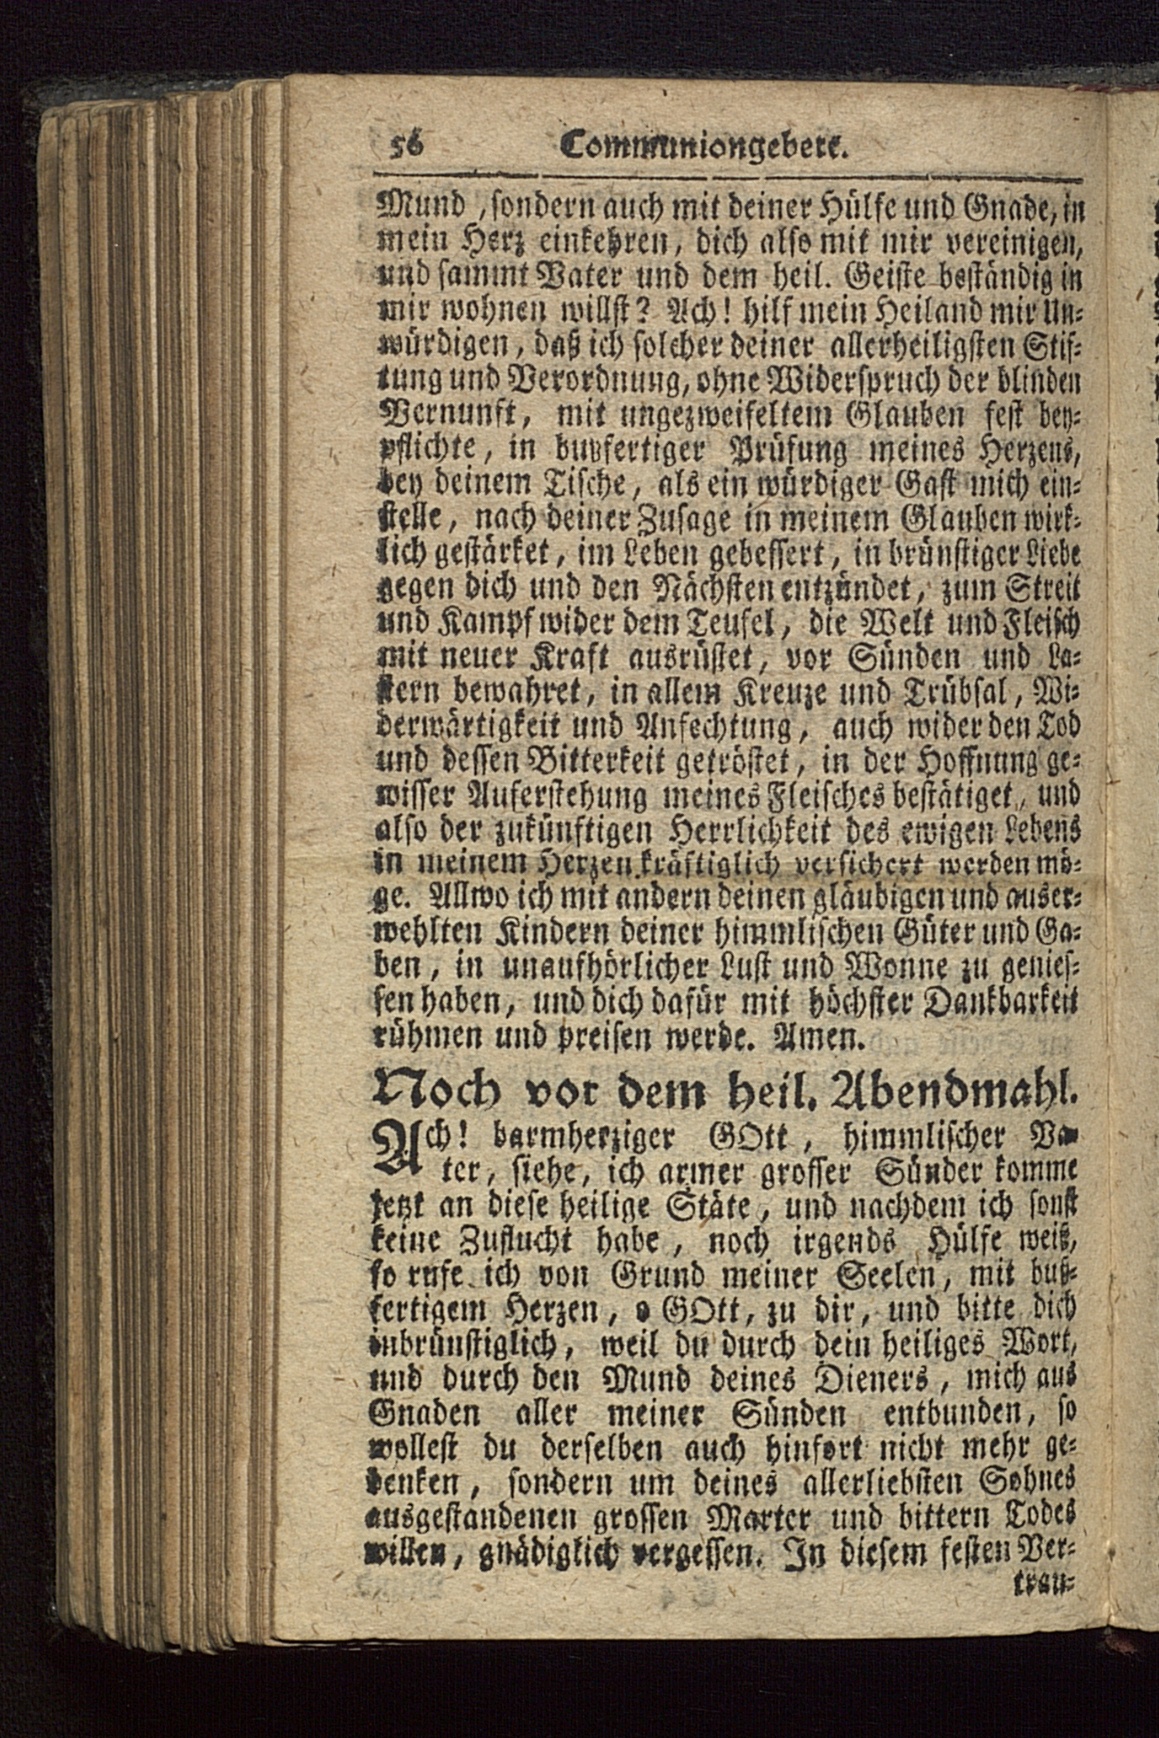 56 Communiongebete.
Mund, sondern auch mit deiner Hülfe und Gnade, in
mein Herz einkehren, dich also mit mir vereinigen,
und sammt Vater und dem heil. Geiste beständig in
mir wohnen willst? Ach! hilf mein Heiland mir Un-
würdigen, daß ich solcher deiner allerheiligsten Stif-
tung und Verordnung, ohne Widerspruch der blinden
Vernunft, mit ungezweifeltem Glauben fest bey-
pflichte, in bußfertiger Prüfung meines Herzens,
bey deinem Tische, als ein würdiger Gast mich ein-
stelle, nach deiner Zusage in meinem Glauben wirk-
lich gestärket, im Leben gebessert, in brünstiger Liebe
gegen dich und den Nächsten entzündet, zum Streit
und Kampf wider dem Teufel, die Welt und Fleisch
mit neuer Kraft ausrüstet, vor Sünden und La-
stern bewahret, in allem Kreuze und Trübsal, Wi-
derwärtigkeit und Anfechtung, auch wider den Tod
und dessen Bitterkeit getröstet, in der Hoffnung ge-
wisser Auferstehung meines Fleisches bestätiget, und
also der zukünftigen Herrlichkeit des ewigen Lebens
in meinem Herzen kräftiglich versichert werden mö-
ge. Allwo ich mit andern deinen gläubigen und auser-
wehlten Kindern deiner himmlischen Güter und Ga-
ben, in unaufhörlicher Lust und Wonne zu genies-
sen haben, und dich dafür mit höchster Dankbarkeit
rühmen und preisen werde. Amen.
Noch vor dem heil. Abendmahl.
Ach! barmherziger GOtt, himmlischer Va-
ter, siehe, ich armer grosser Sünder komme
jetzt an diese heilige Stäte, und nachdem ich sonst
keine Zuflucht habe, noch irgends Hülfe weiß,
so rufe ich von Grund meiner Seelen, mit buß-
fertigem Herzen, o GOtt, zu dir, und bitte dich
inbrünstiglich, weil du durch dein heiliges Wort,
und durch den Mund deines Dieners, mich aus
Gnaden aller meiner Sünden entbunden, so
wollest du derselben auch hinfort nicht mehr ge-
denken, sondern um deines allerliebsten Sohnes
ausgestandenen grossen Marter und bittern Todes
willen, gnädiglich vergessen. In diesem festen Ver-
trau-